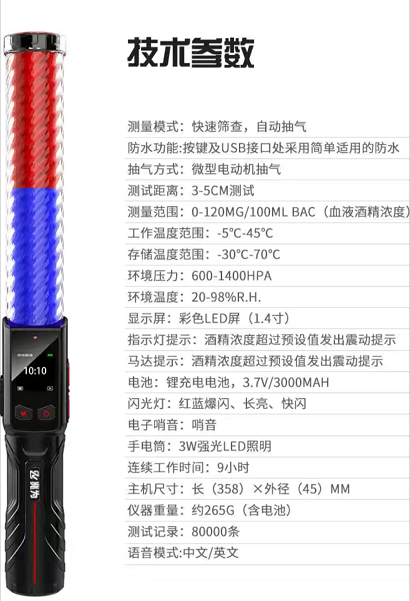 技术参数
测量模式：快速筛查，自动抽气
防水功能:按键及USB接口处采用简单适用的防水
抽气方式：微型电动机抽气
测试距离：3-5CM测试
测量范围：0-120MG/100ML BAC（血液酒精浓度）
工作温度范围：-5℃-45℃
存储温度范围：-30℃-70℃
环境压力：600-1400HPA
环境温度：20-98%R.H.
显示屏：彩色LED屏（1.4寸）
指示灯提示：酒精浓度超过预设值发出震动提示
马达提示：酒精浓度超过预设值发出震动提示
电池：锂充电电池，3.7V/3000MAH
闪光灯：红蓝爆闪、长亮、快闪
电子哨音：哨音
手电筒：3W强光LED照明
连续工作时间：9小时
主机尺寸：长（358）×外径（45）MM
仪器重量：约265G（含电池）
测试记录：80000条
语音模式:中文/英文
10:10
M